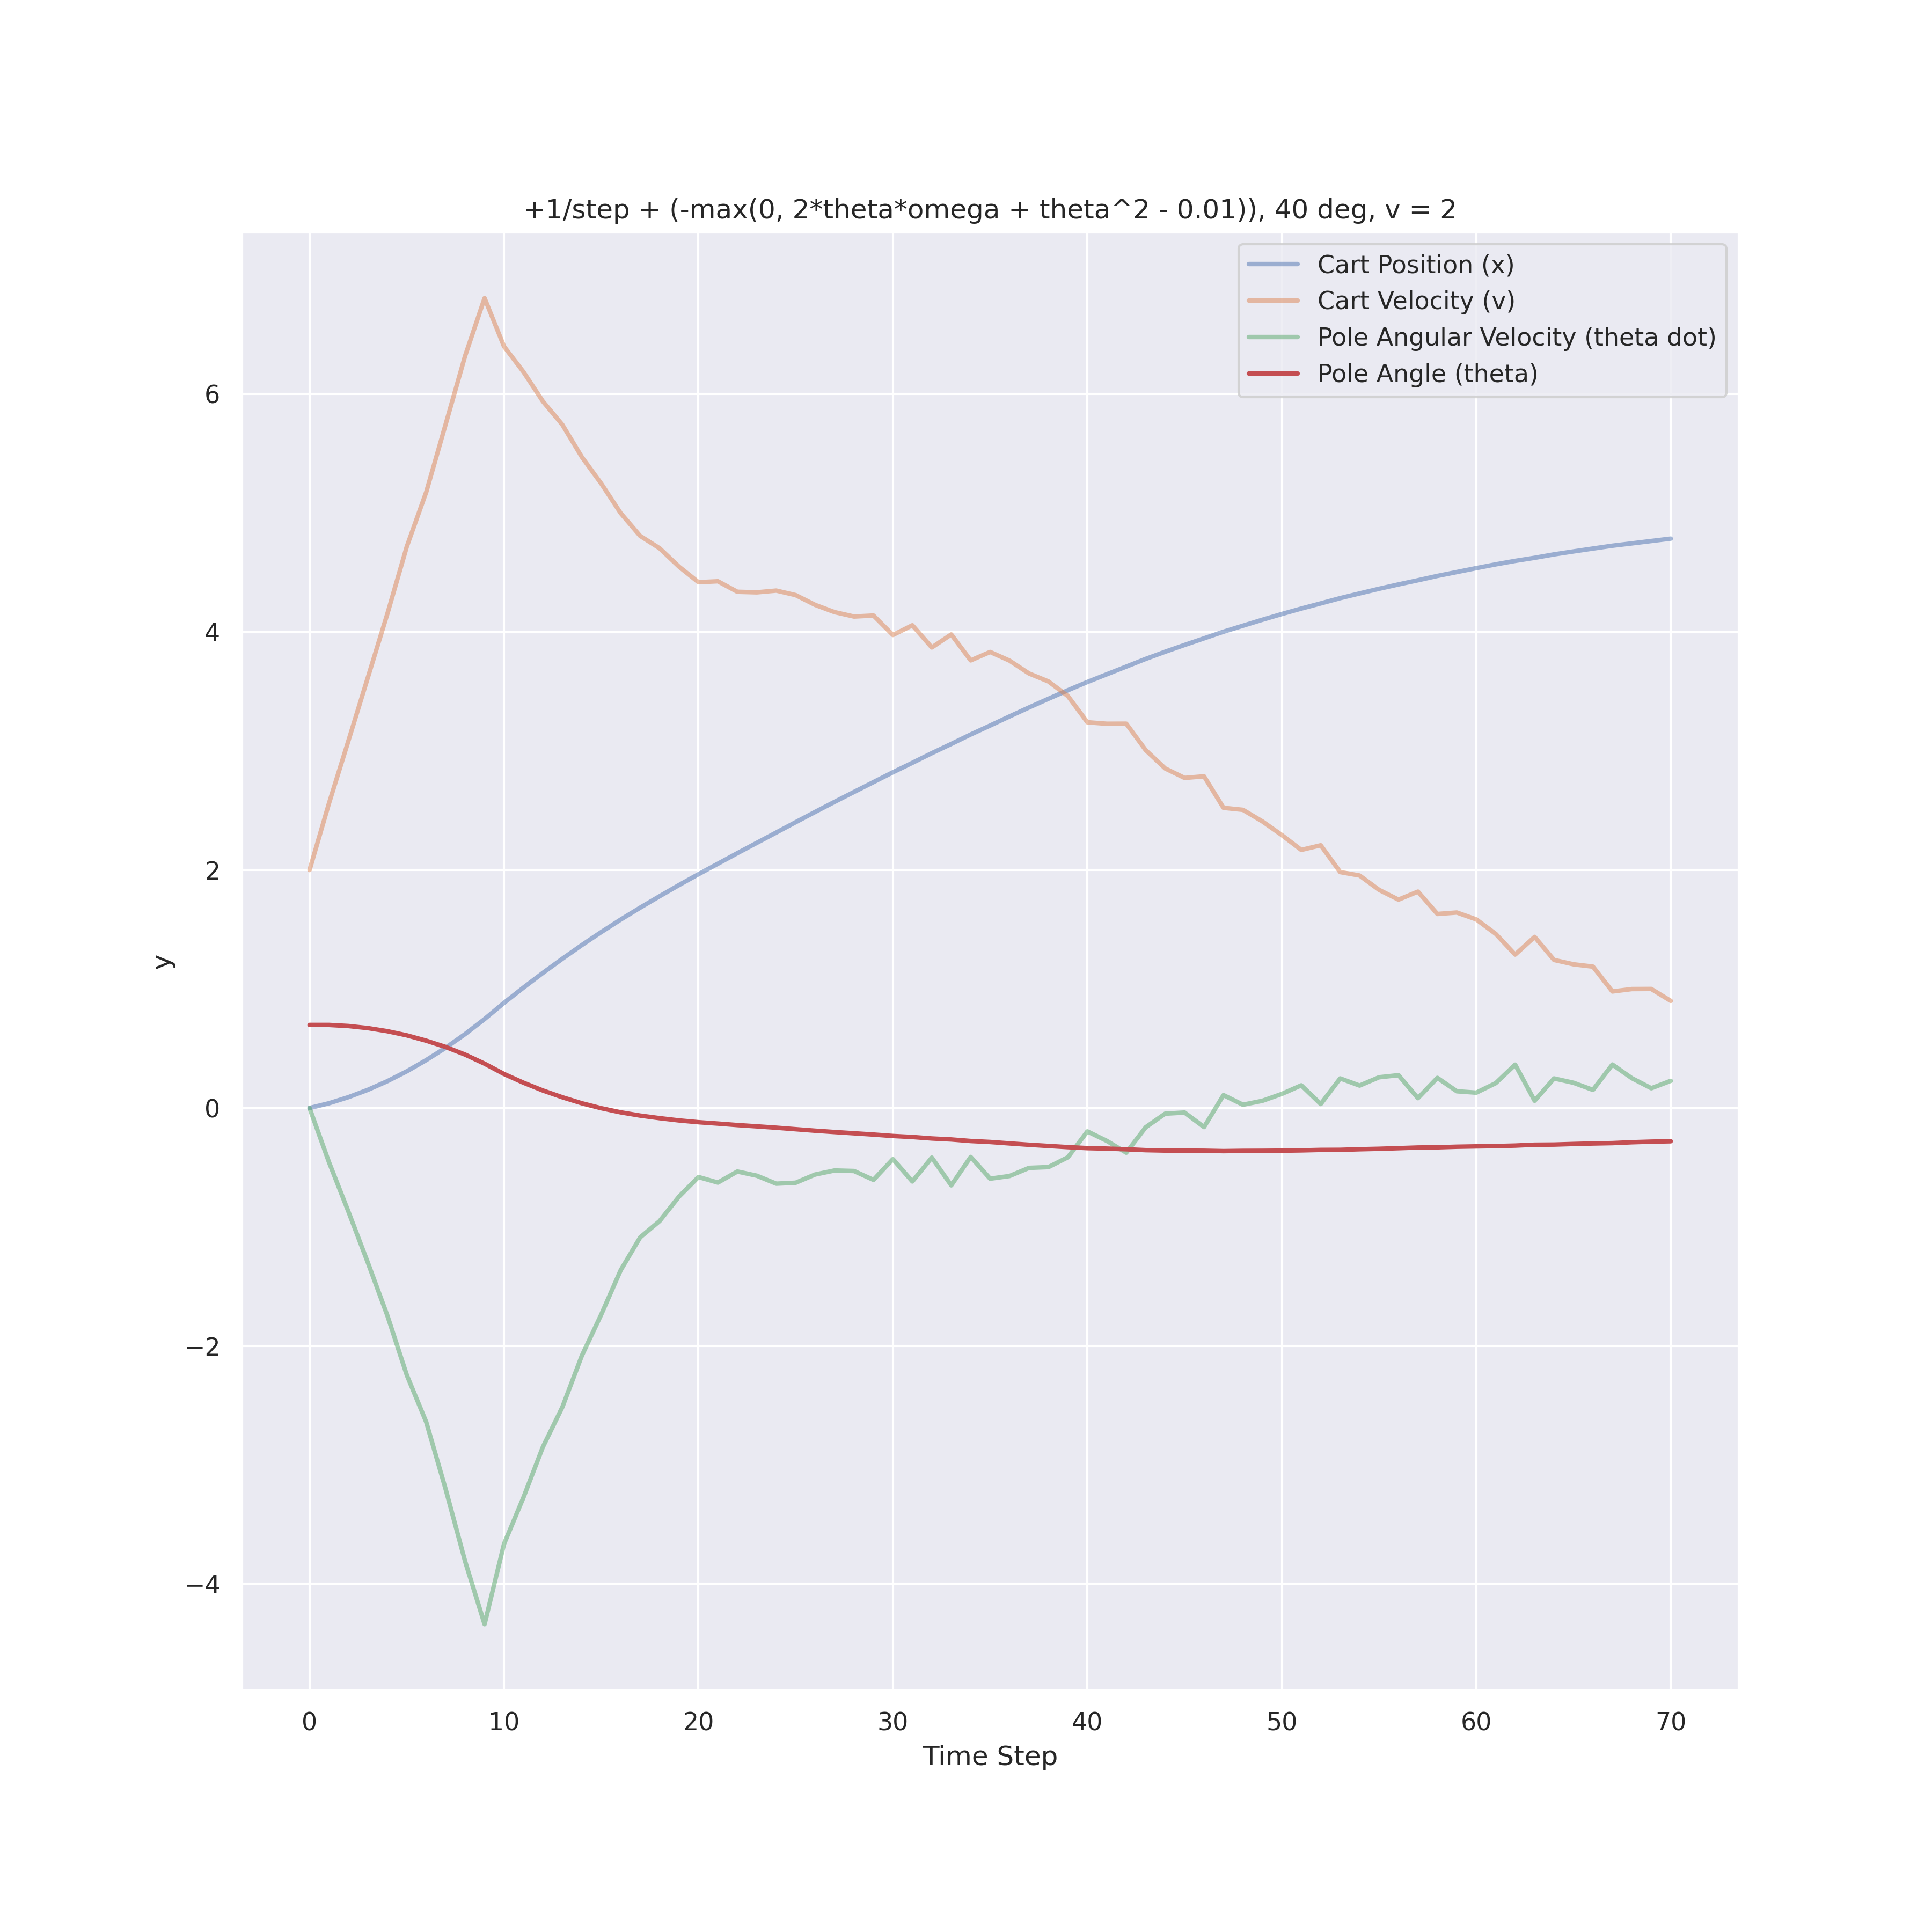 +1/step + (-max(0, 2*theta*omega + theta^2 - 0.01)), 40 deg, v = 2
Cart Position (x)
Cart Velocity (v)
Pole Angular Velocity (theta dot)
Pole Angle (theta)
6
4
2
0
−2
−4
y
0 10 20 30 40 50 60 70
Time Step